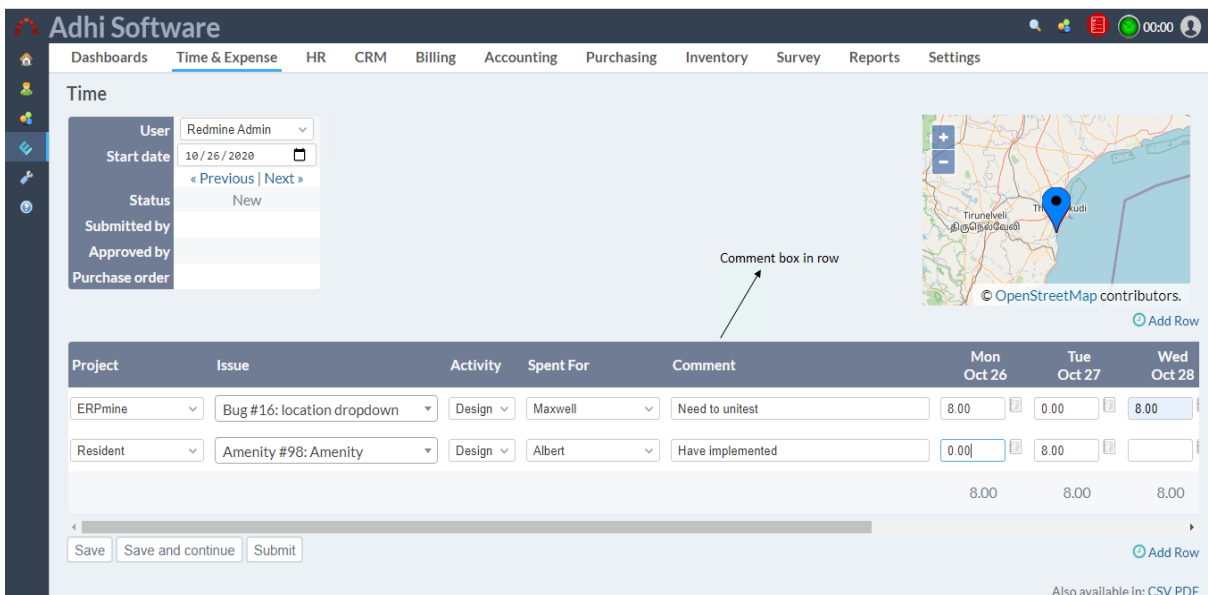 Adhi Software
00:00
Dashboards Time & Expense HR CRM Billing Accounting Purchasing Inventory Survey Reports Settings
Time
User Redmine Admin
Start date 10/26/2020
« Previous | Next »
Status New
Submitted by
Approved by
Purchase order
+
-
Tirunelveli
திருநெல்வேலி
Comment box in row
© OpenStreetMap contributors.
Add Row
Project Issue Activity Spent For Comment Mon Oct 26 Tue Oct 27 Wed Oct 28
ERPmine Bug #16: location dropdown Design Maxwell Need to unitest 8.00 0.00 8.00
Resident Amenity #98: Amenity Design Albert Have implemented 0.00 8.00
8.00 8.00 8.00
Save Save and continue Submit
Add Row
Also available in: CSV PDF